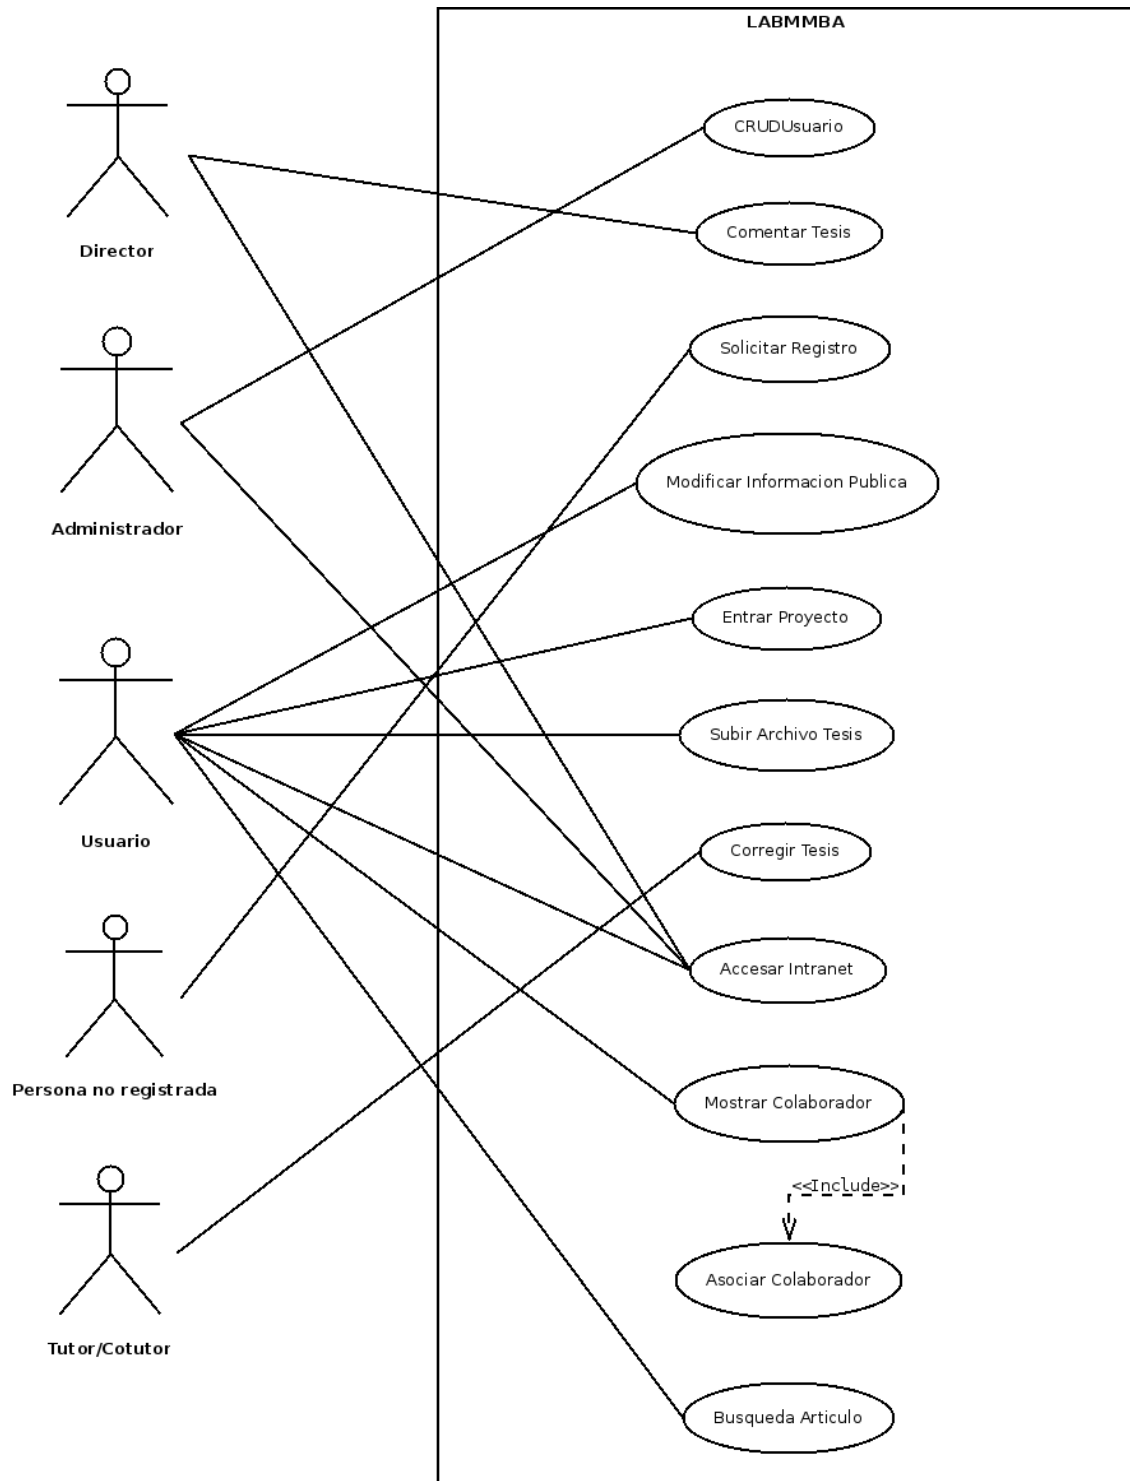 LABMMBA
Director
Administrador
Usuario
Persona no registrada
Tutor/Cotutor
CRUDUsuario
Comentar Tesis
Solicitar Registro
Modificar Informacion Publica
Entrar Proyecto
Subir Archivo Tesis
Corregir Tesis
Accesar Intranet
Mostrar Colaborador
<<Include>>
Asociar Colaborador
Busqueda Articulo